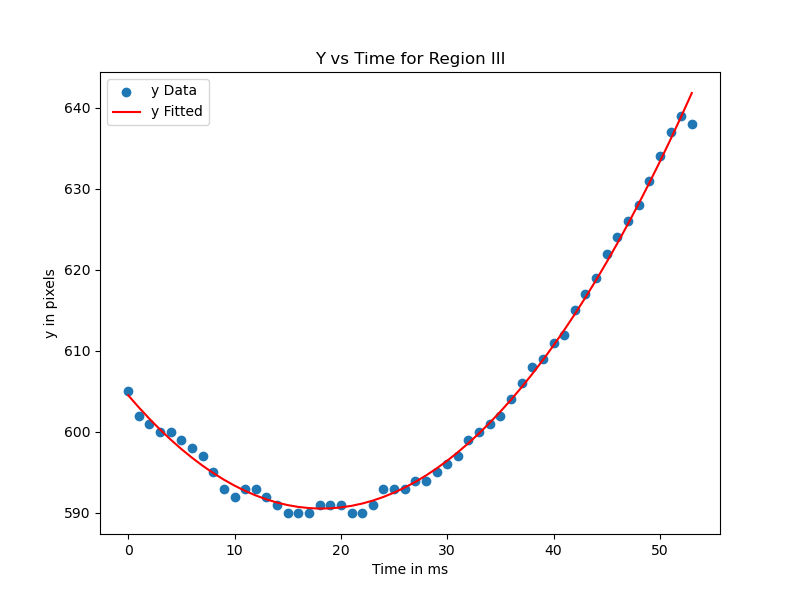 Y vs Time for Region III
y Data
y Fitted
640
630
620
610
600
590
y in pixels
0 10 20 30 40 50
Time in ms